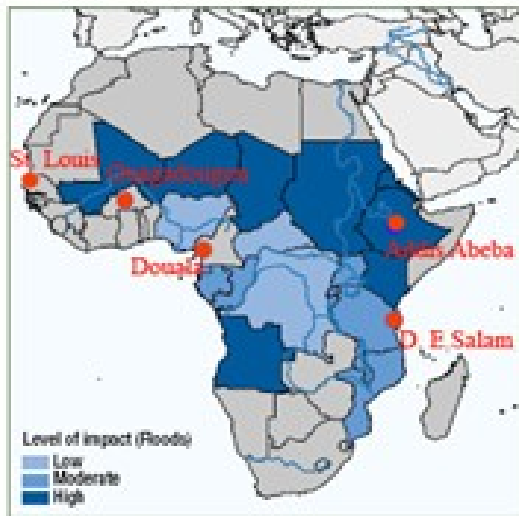 St. Louis
Ouagadougou
Douala
Addis Abeba
D. E Salam
Level of impact (Floods)
Low
Moderate
High